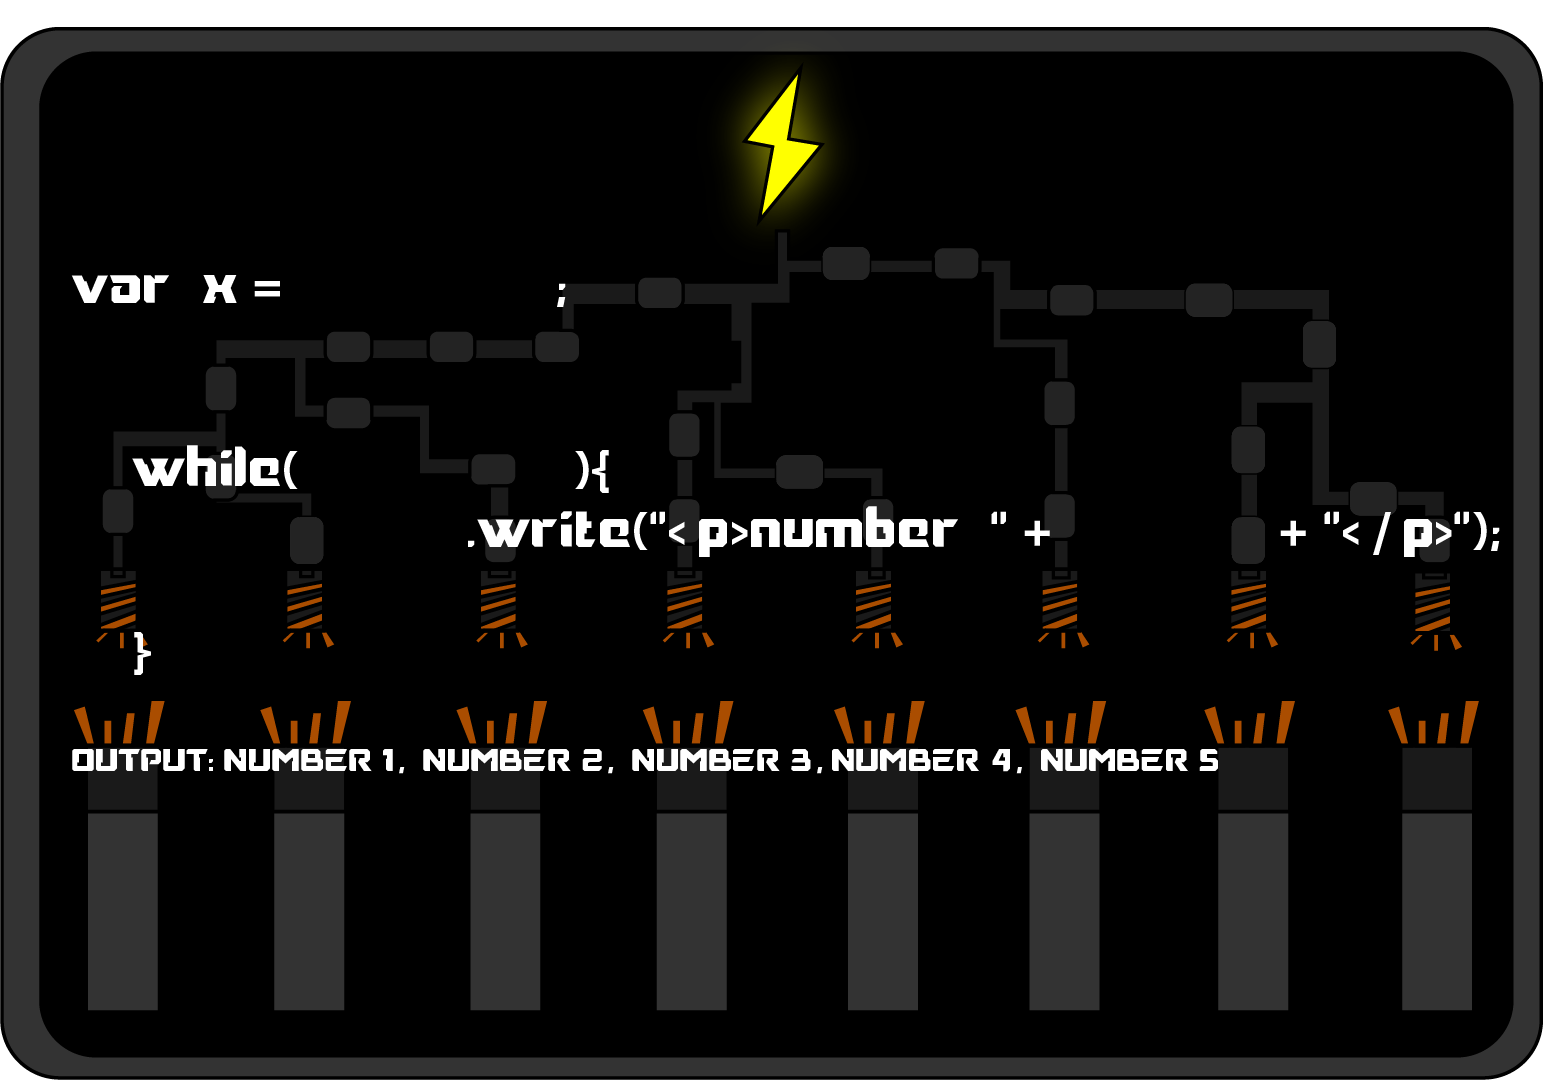 var x = ;
while( ){
.write("<p>number " + + "</p>");
}
OUTPUT: NUMBER 1, NUMBER 2, NUMBER 3, NUMBER 4, NUMBER 5